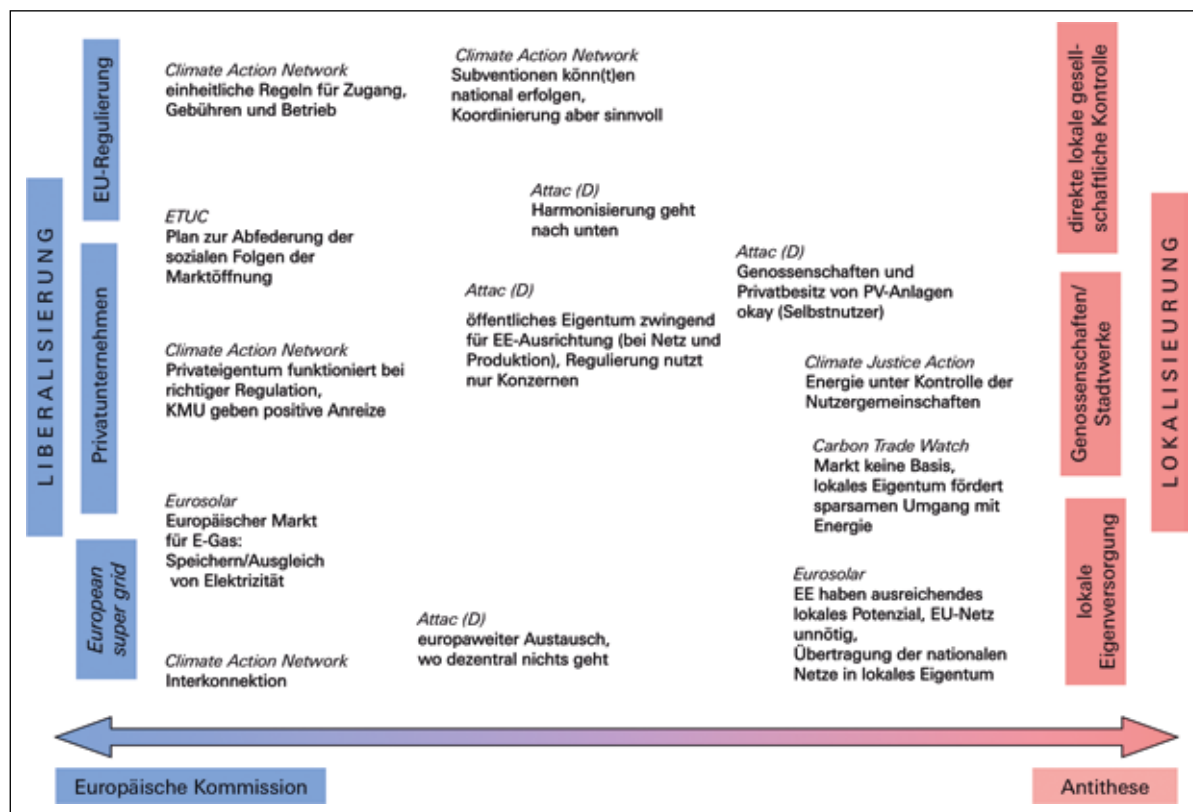 LIBERALISIERUNG
EU-Regulierung
Privatunternehmen
European
super grid
Climate Action Network
einheitliche Regeln für Zugang,
Gebühren und Betrieb
ETUC
Plan zur Abfederung der
sozialen Folgen der
Marktöffnung
Climate Action Network
Privateigentum funktioniert bei
richtiger Regulation,
KMU geben positive Anreize
Eurosolar
Europäischer Markt
für E-Gas:
Speichern/Ausgleich
von Elektrizität
Climate Action Network
Interkonnektion
Climate Action Network
Subventionen könn(t)en
national erfolgen,
Koordinierung aber sinnvoll
Attac (D)
Harmonisierung geht
nach unten
Attac (D)
öffentliches Eigentum zwingend
für EE-Ausrichtung (bei Netz und
Produktion), Regulierung nutzt
nur Konzernen
Attac (D)
europaweiter Austausch,
wo dezentral nichts geht
Attac (D)
Genossenschaften und
Privatbesitz von PV-Anlagen
okay (Selbstnutzer)
Climate Justice Action
Energie unter Kontrolle der
Nutzergemeinschaften
Carbon Trade Watch
Markt keine Basis,
lokales Eigentum fördert
sparsamen Umgang mit
Energie
Eurosolar
EE haben ausreichendes
lokales Potenzial, EU-Netz
unnötig,
Übertragung der nationalen
Netze in lokales Eigentum
direkte lokale gesell-
schaftliche Kontrolle
Genossenschaften/
Stadtwerke
lokale
Eigenversorgung
LOKALISIEURUNG
Europäische Kommission
Antithese